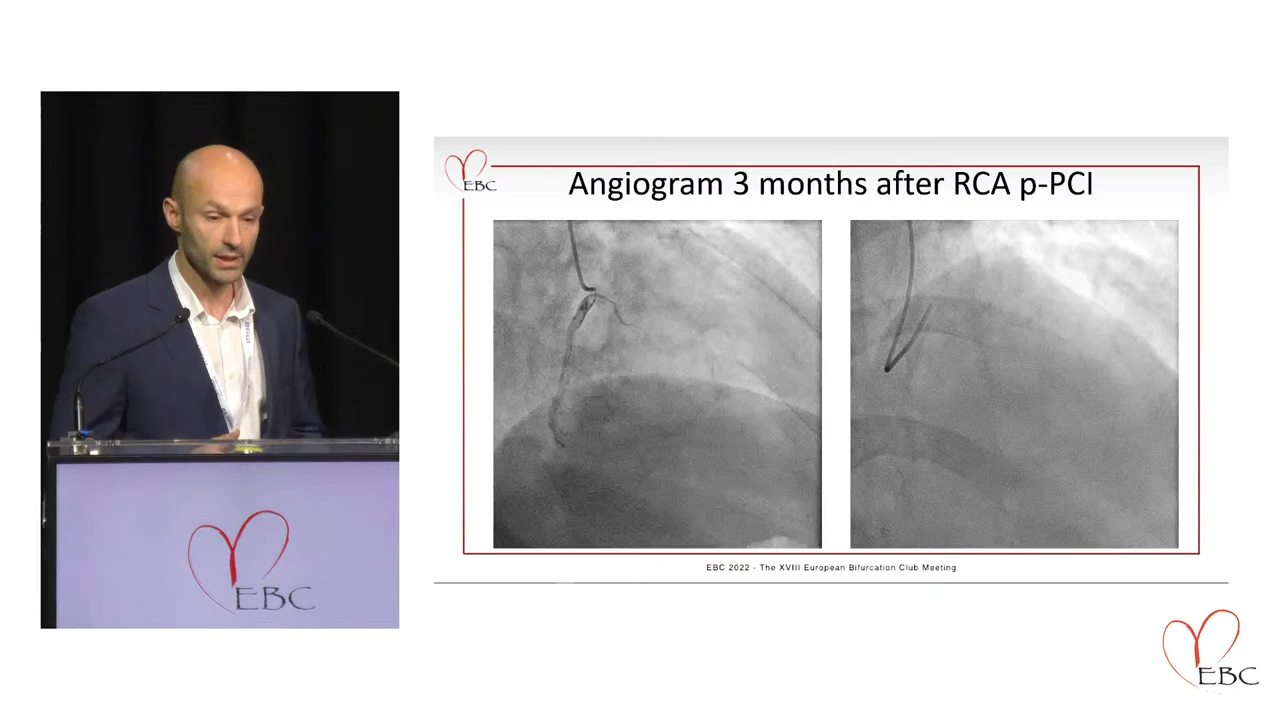 EBC
Angiogram 3 months after RCA p-PCI
EBC 2022 - The XVIII European Bifurcation Club Meeting
EBC
EBC